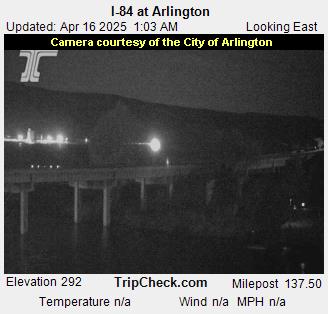 I-84 at Arlington
Updated: Apr 16 2025 1:03 AM Looking East
Camera courtesy of the City of Arlington
Elevation 292 TripCheck.com Milepost 137.50
Temperature n/a Wind n/a MPH n/a